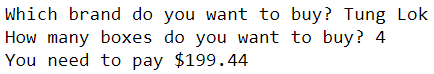 Which brand do you want to buy? Tung Lok
How many boxes do you want to buy? 4
You need to pay $199.44